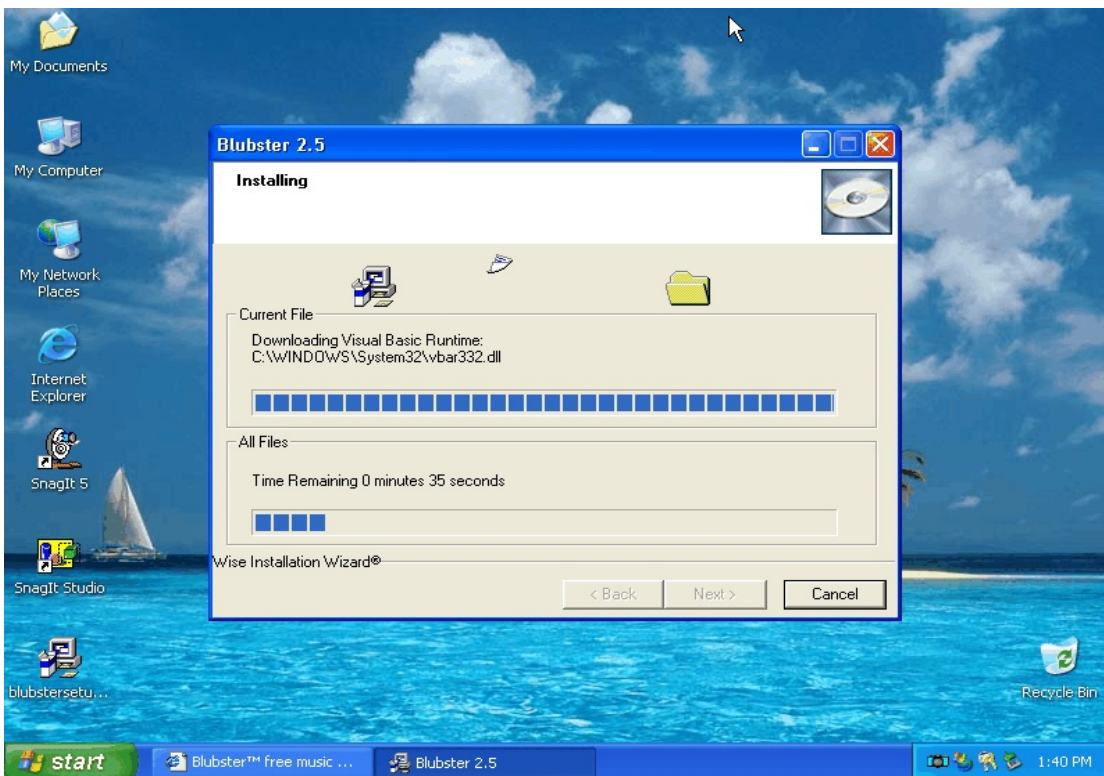 My Documents
My Computer
My Network
Places
Internet
Explorer
SnagIt 5
SnagIt Studio
blubstersetu...
Blubster 2.5
Installing
Current File
Downloading Visual Basic Runtime:
C:\WINDOWS\System32\vbar332.dll
All Files
Time Remaining 0 minutes 35 seconds
Wise Installation Wizard®
< Back
Next >
Cancel
Recycle Bin
start
Blubster™ free music ...
Blubster 2.5
1:40 PM